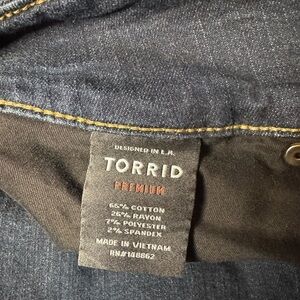 DESIGNED IN L.A.
TORRID
PREMIUM
65% COTTON
26% RAYON
7% POLYESTER
2% SPANDEX
MADE IN VIETNAM
RN#148862